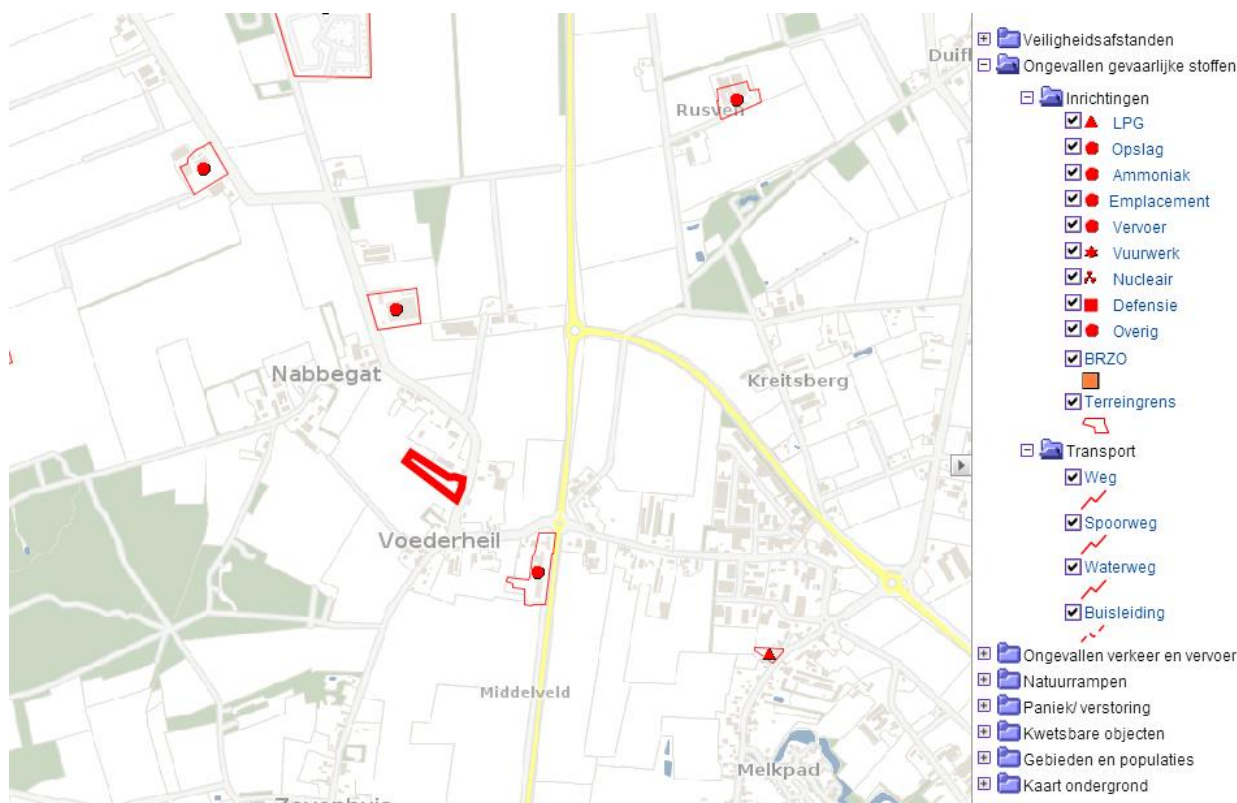 Duifh
Rusven
Nabbegat
Kreitsberg
Voederheil
Middelveld
Melkpad
Zevenhuis
Veiligheidsafstanden
Ongevallen gevaarlijke stoffen
Inrichtingen
LPG
Opslag
Ammoniak
Emplacement
Vervoer
Vuurwerk
Nucleair
Defensie
Overig
BRZO
Terreingrens
Transport
Weg
Spoorweg
Waterweg
Buisleiding
Ongevallen verkeer en vervoer
Natuurrampen
Paniek/ verstoring
Kwetsbare objecten
Gebieden en populaties
Kaart ondergrond